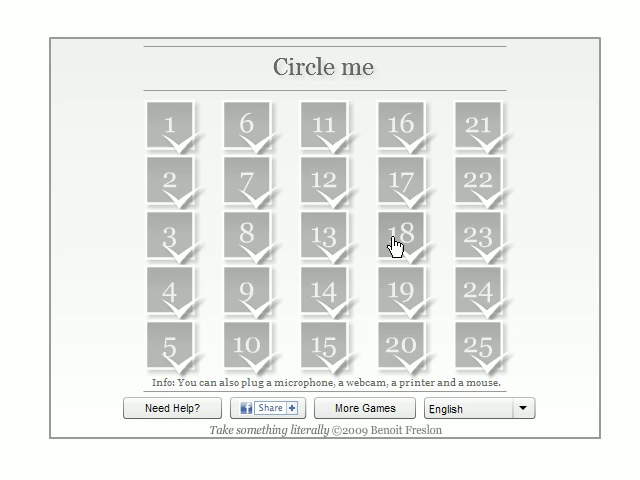 Circle me
1 6 11 16 21
2 7 12 17 22
3 8 13 18 23
4 9 14 19 24
5 10 15 20 25
Info: You can also plug a microphone, a webcam, a printer and a mouse.
Need Help? Share More Games English
Take something literally ©2009 Benoit Freslon